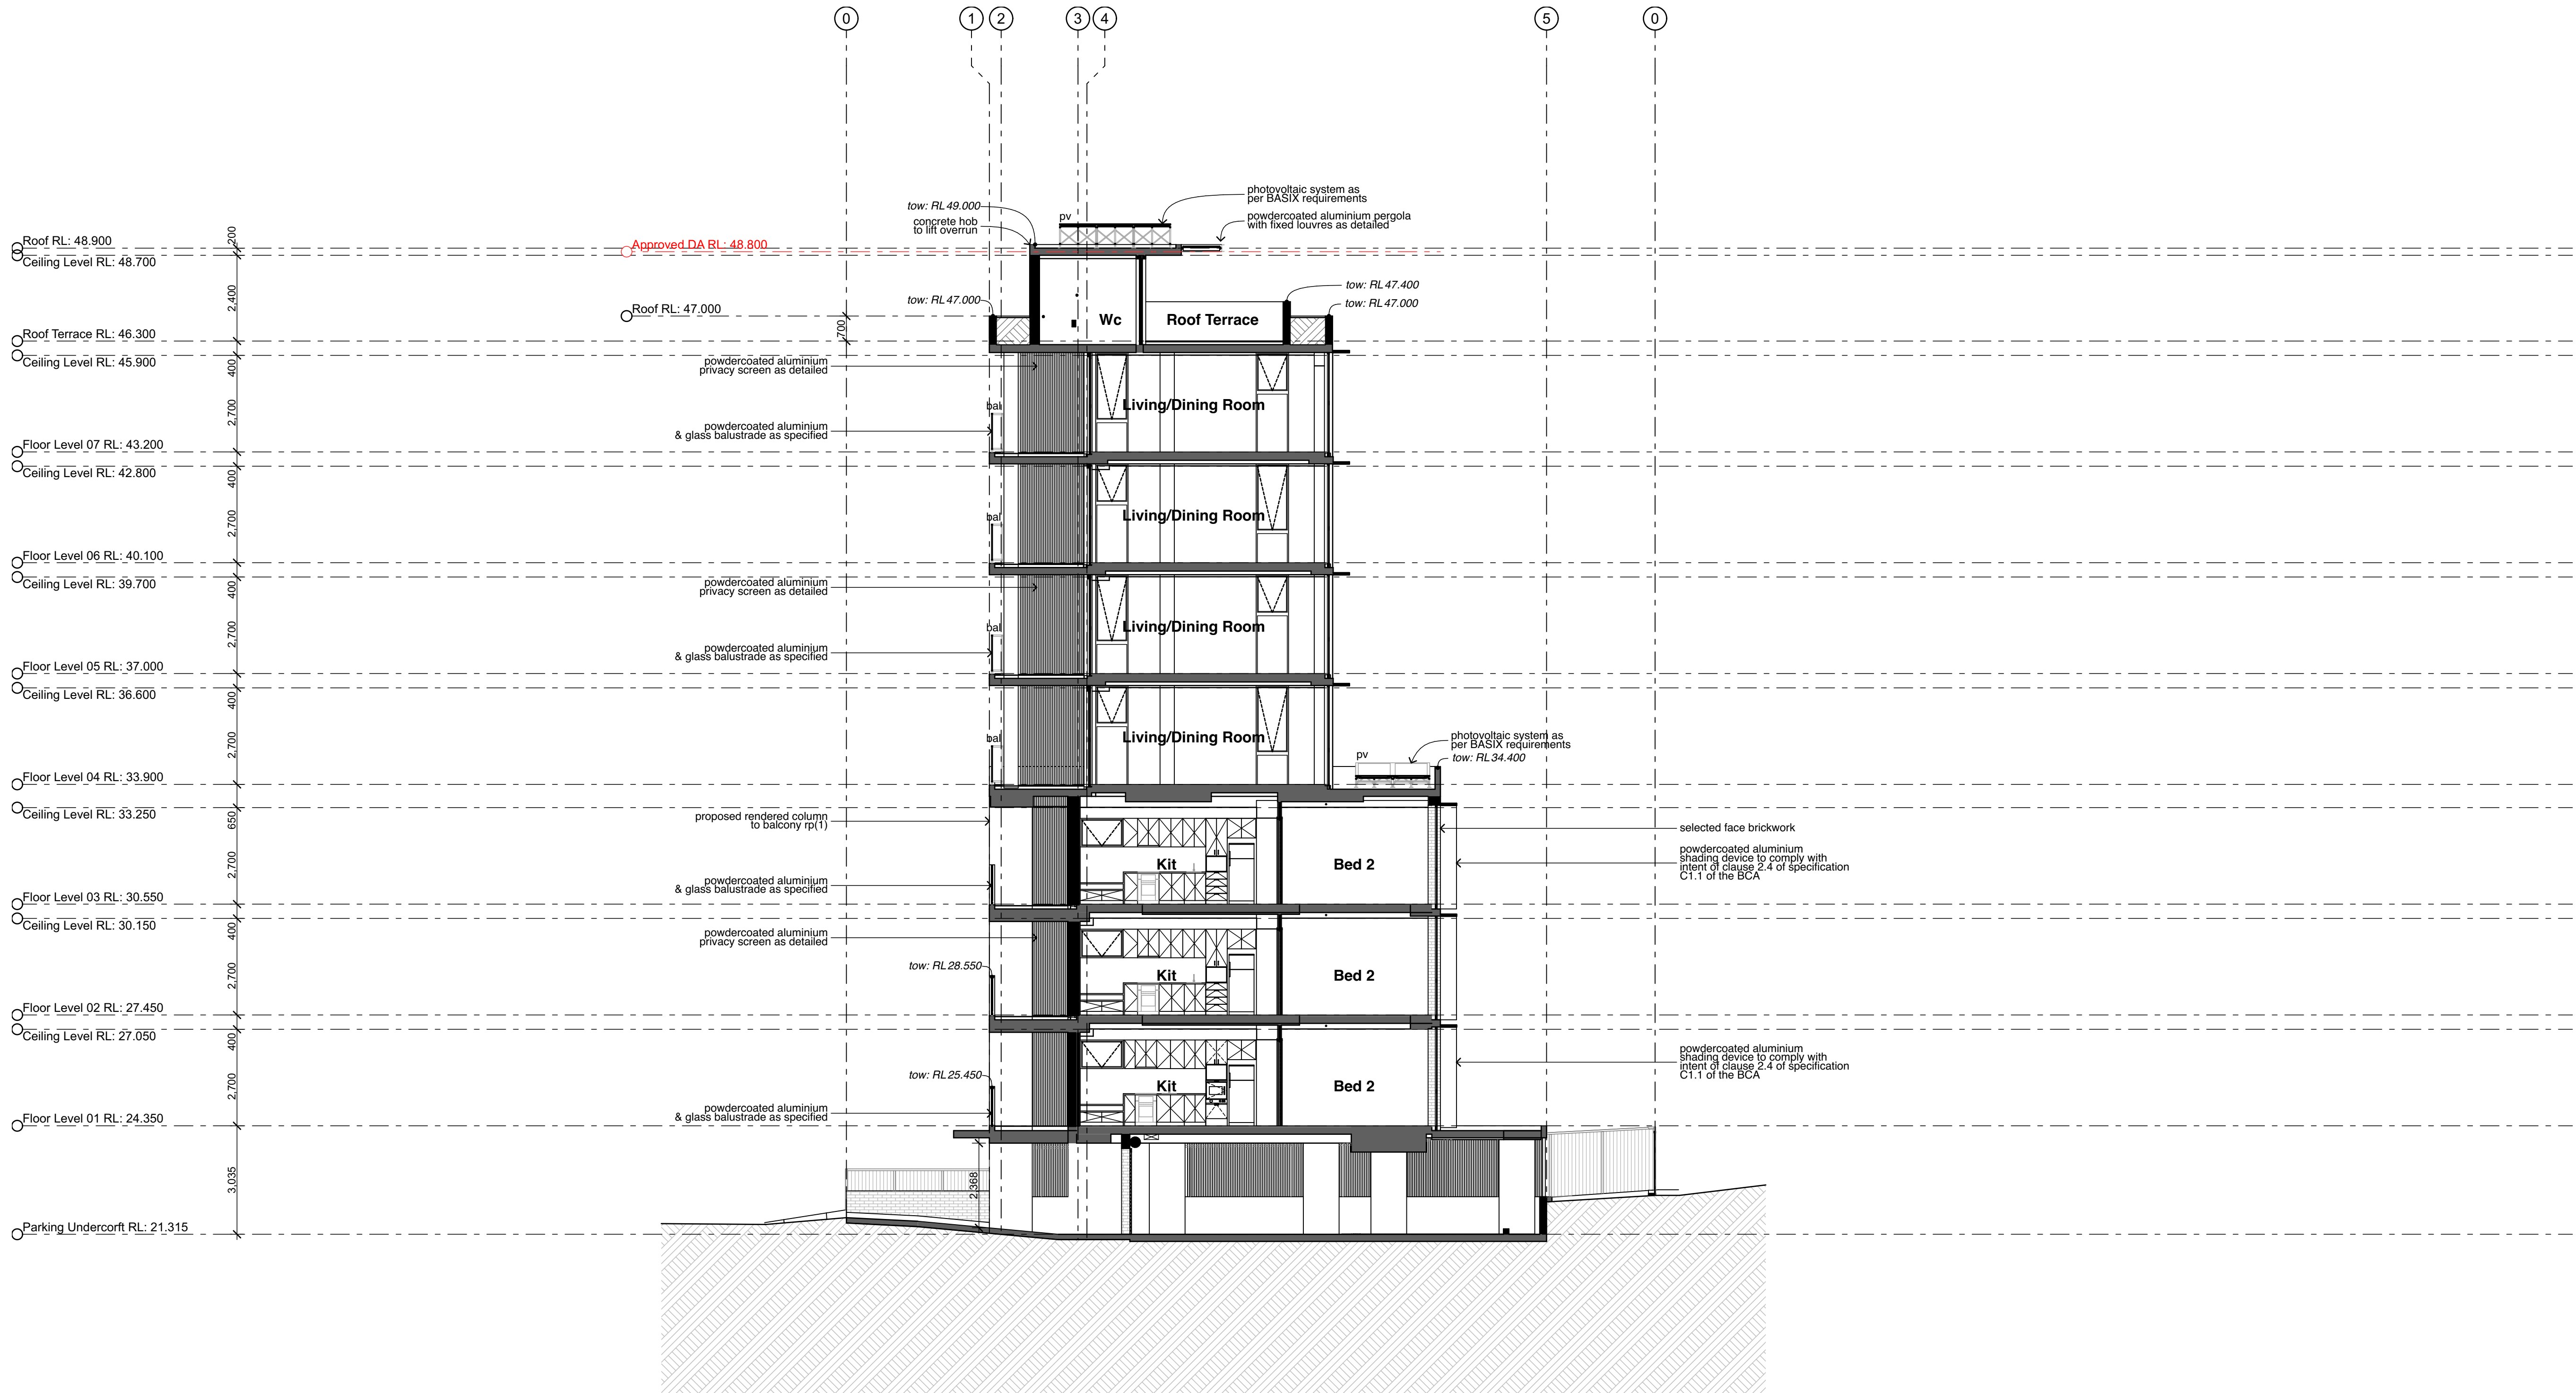 0
1
2
3
4
5
0
photovoltaic system as
per BASIX requirements
tow: RL 49.000
pv
powdercoated aluminium pergola
with fixed louvres as detailed
concrete hob
to lift overrun
200
Roof RL: 48.900
Approved DA RL: 48.800
Ceiling Level RL: 48.700
2,400
tow: RL 47.400
tow: RL 47.000
tow: RL 47.000
Roof RL: 47.000
700
Wc
Roof Terrace
Roof Terrace RL: 46.300
Ceiling Level RL: 45.900
400
powdercoated aluminium
privacy screen as detailed
2,700
bal
Living/Dining Room
powdercoated aluminium
& glass balustrade as specified
Floor Level 07 RL: 43.200
Ceiling Level RL: 42.800
400
2,700
bal
Living/Dining Room
Floor Level 06 RL: 40.100
Ceiling Level RL: 39.700
400
powdercoated aluminium
privacy screen as detailed
2,700
bal
Living/Dining Room
powdercoated aluminium
& glass balustrade as specified
Floor Level 05 RL: 37.000
Ceiling Level RL: 36.600
400
2,700
bal
Living/Dining Room
photovoltaic system as
per BASIX requirements
pv
tow: RL 34.400
Floor Level 04 RL: 33.900
Ceiling Level RL: 33.250
650
proposed rendered column
to balcony rp(1)
selected face brickwork
2,700
Kit
Bed 2
powdercoated aluminium
shading device to comply with
intent of clause 2.4 of specification
C1.1 of the BCA
powdercoated aluminium
& glass balustrade as specified
Floor Level 03 RL: 30.550
Ceiling Level RL: 30.150
400
powdercoated aluminium
privacy screen as detailed
2,700
tow: RL 28.550
Kit
Bed 2
Floor Level 02 RL: 27.450
Ceiling Level RL: 27.050
400
powdercoated aluminium
shading device to comply with
intent of clause 2.4 of specification
C1.1 of the BCA
tow: RL 25.450
2,700
Kit
Bed 2
powdercoated aluminium
& glass balustrade as specified
Floor Level 01 RL: 24.350
3,035
2,368
Parking Undercorft RL: 21.315